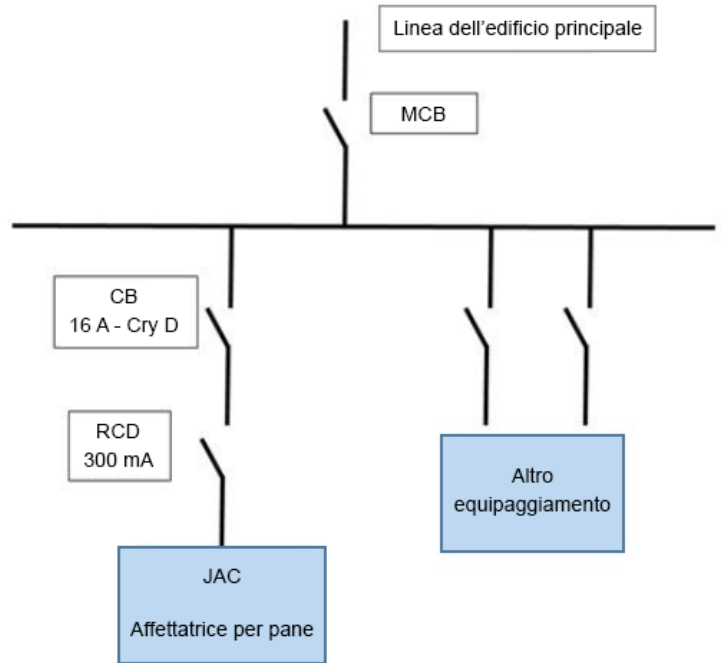 Linea dell'edificio principale
MCB
CB
16 A - Cry D
RCD
300 mA
Altro
equipaggiamento
JAC
Affettatrice per pane